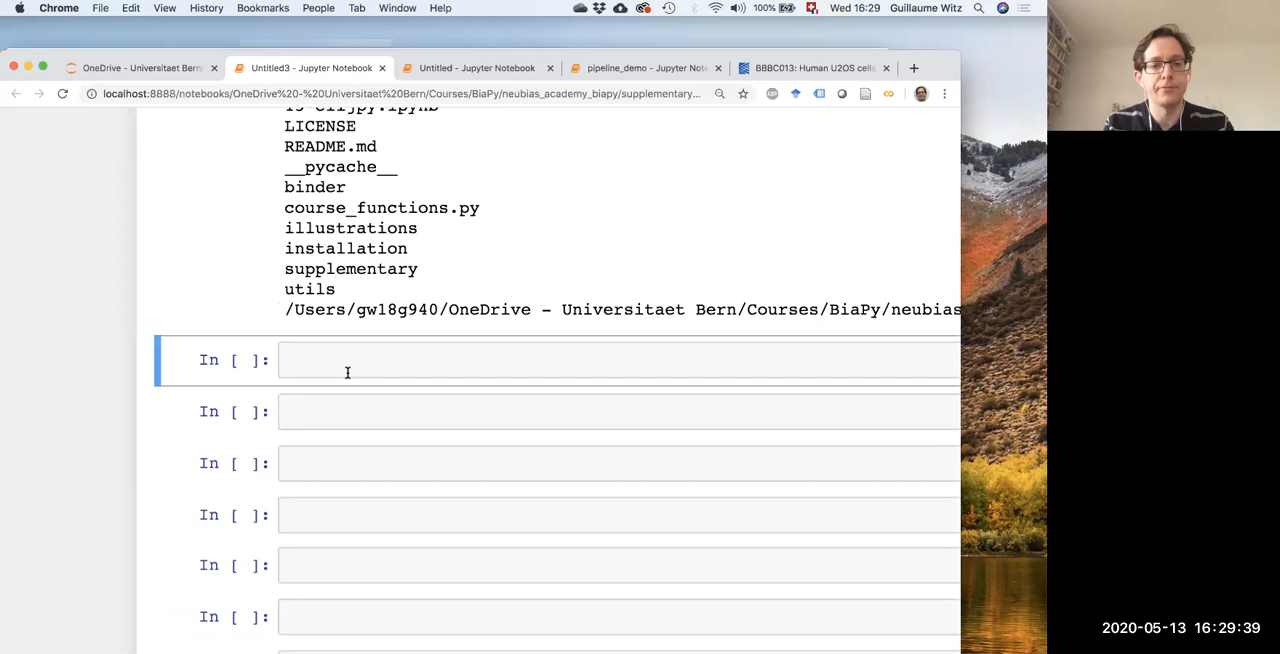 Chrome File Edit View History Bookmarks People Tab Window Help 100% Wed 16:29 Guillaume Witz
OneDrive - Universitaet Bern/ Untitled3 - Jupyter Notebook Untitled - Jupyter Notebook pipeline_demo - Jupyter Note BBBC013: Human U2OS cells
localhost:8888/notebooks/OneDrive%20-%20Universitaet%20Bern/Courses/BiaPy/neubias_academy_biapy/supplementary...
LICENSE
README.md
__pycache__
binder
course_functions.py
illustrations
installation
supplementary
utils
/Users/gw18g940/OneDrive - Universitaet Bern/Courses/BiaPy/neubias
In [ ]:
In [ ]:
In [ ]:
In [ ]:
In [ ]:
In [ ]:
2020-05-13 16:29:39